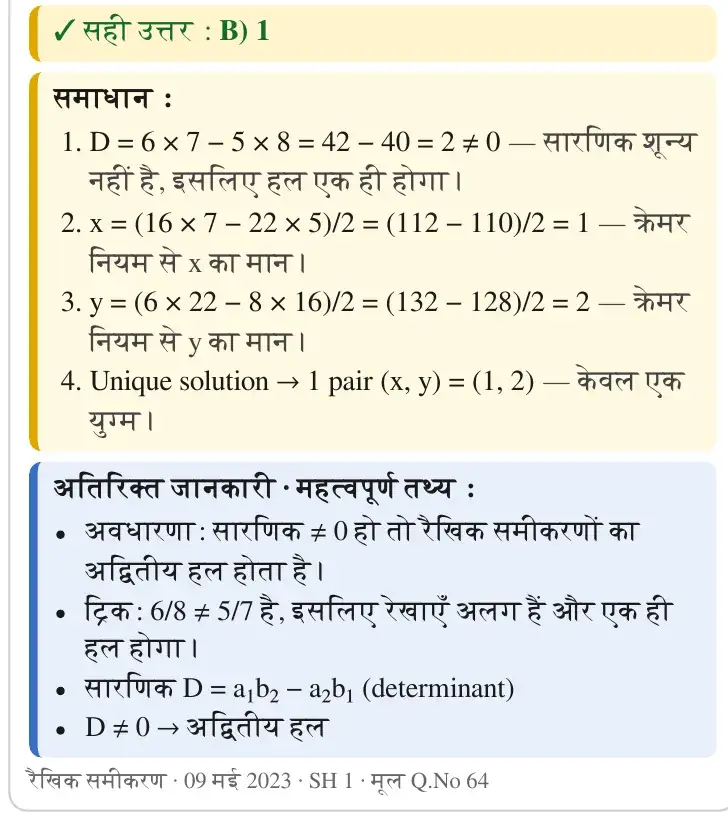 ✓ सही उत्तर : B) 1
समाधान :
1. D = 6 × 7 − 5 × 8 = 42 − 40 = 2 ≠ 0 — सारणिक शून्य
नहीं है, इसलिए हल एक ही होगा।
2. x = (16 × 7 − 22 × 5)/2 = (112 − 110)/2 = 1 — क्रेमर
नियम से x का मान।
3. y = (6 × 22 − 8 × 16)/2 = (132 − 128)/2 = 2 — क्रेमर
नियम से y का मान।
4. Unique solution → 1 pair (x, y) = (1, 2) — केवल एक
युग्म।
अतिरिक्त जानकारी · महत्वपूर्ण तथ्य :
• अवधारणा : सारणिक ≠ 0 हो तो रैखिक समीकरणों का
अद्वितीय हल होता है।
• ट्रिक : 6/8 ≠ 5/7 है, इसलिए रेखाएँ अलग हैं और एक ही
हल होगा।
• सारणिक D = a₁b₂ − a₂b₁ (determinant)
• D ≠ 0 → अद्वितीय हल
रैखिक समीकरण · 09 मई 2023 · SH 1 · मूल Q.No 64